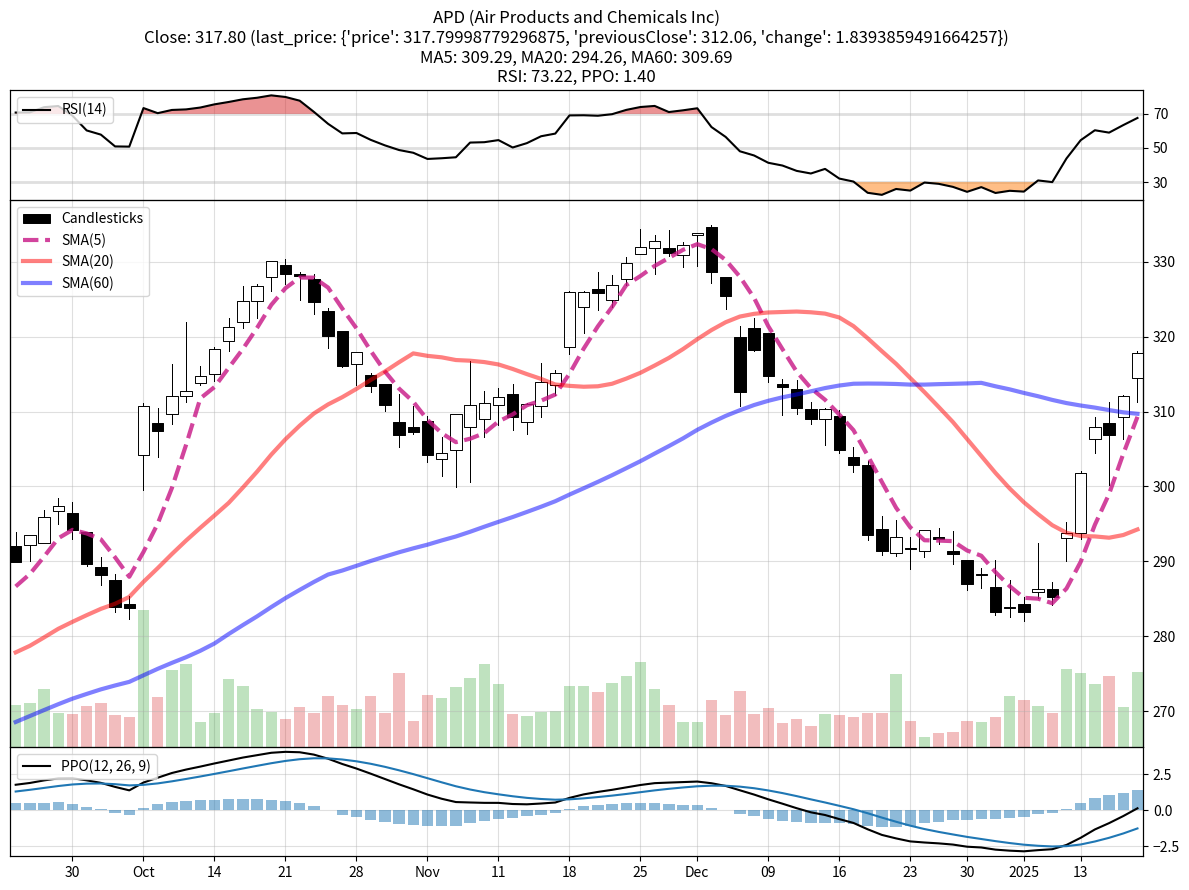 APD (Air Products and Chemicals Inc)
Close: 317.80 (last_price: {'price': 317.79998779296875, 'previousClose': 312.06, 'change': 1.8393859491664257})
MA5: 309.29, MA20: 294.26, MA60: 309.69
RSI: 73.22, PPO: 1.40
RSI(14)
70
50
30
Candlesticks
SMA(5)
SMA(20)
SMA(60)
330
320
310
300
290
280
270
PPO(12, 26, 9)
2.5
0.0
−2.5
30 Oct 14 21 28 Nov 11 18 25 Dec 09 16 23 30 2025 13